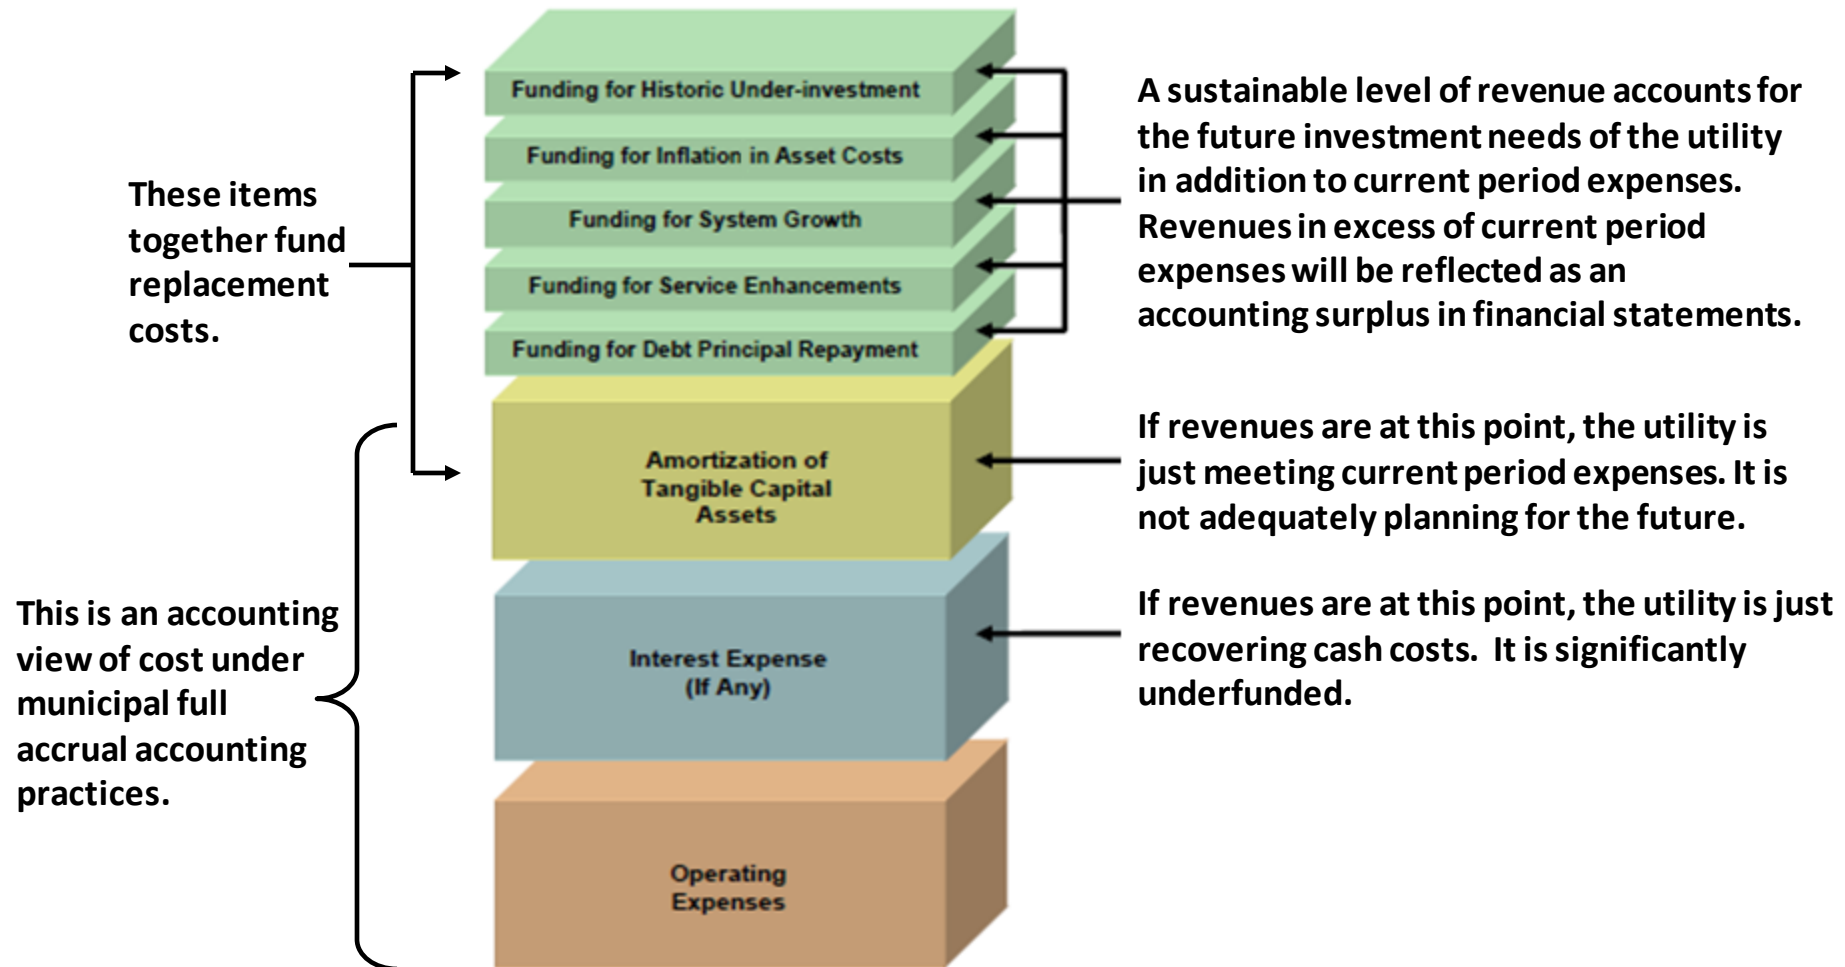 These items
together fund
replacement
costs.
This is an accounting
view of cost under
municipal full
accrual accounting
practices.
Funding for Historic Under-investment
Funding for Inflation in Asset Costs
Funding for System Growth
Funding for Service Enhancements
Funding for Debt Principal Repayment
Amortization of
Tangible Capital
Assets
Interest Expense
(If Any)
Operating
Expenses
A sustainable level of revenue accounts for
the future investment needs of the utility
in addition to current period expenses.
Revenues in excess of current period
expenses will be reflected as an
accounting surplus in financial statements.
If revenues are at this point, the utility is
just meeting current period expenses. It is
not adequately planning for the future.
If revenues are at this point, the utility is just
recovering cash costs.  It is significantly
underfunded.